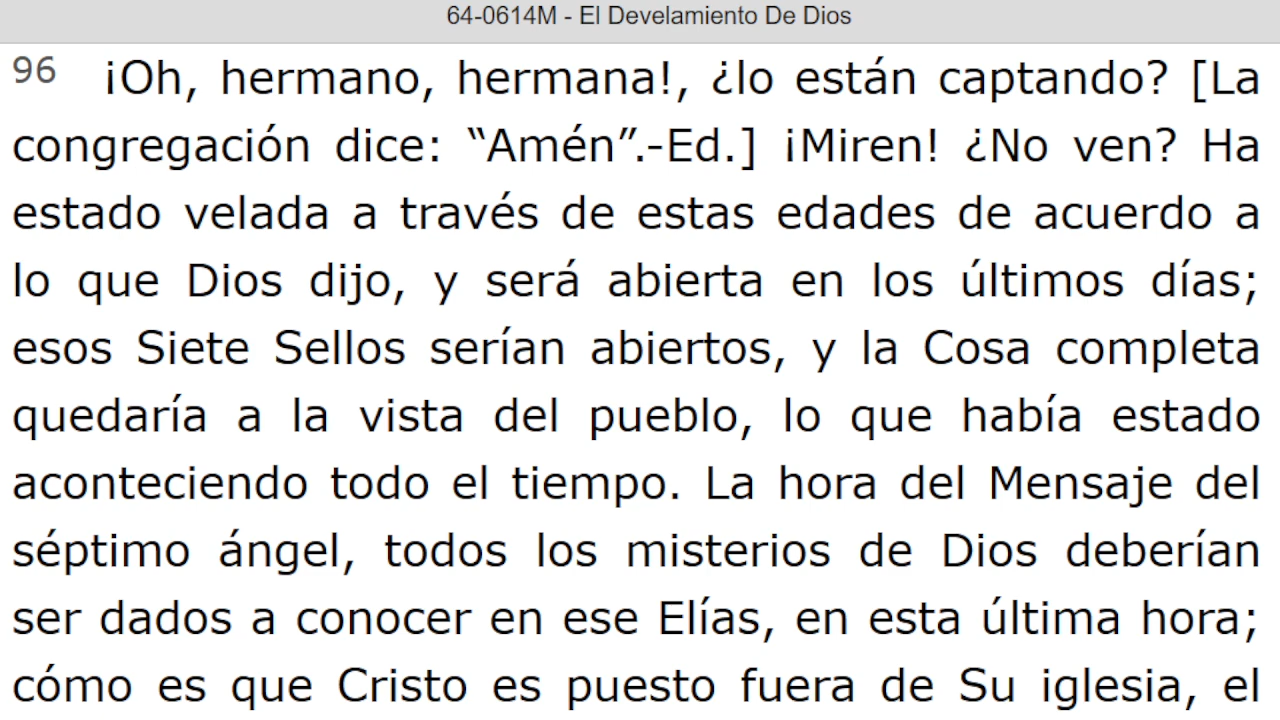 64-0614M - El Develamiento De Dios
96 ¡Oh, hermano, hermana!, ¿lo están captando? [La
congregación dice: “Amén”.-Ed.] ¡Miren! ¿No ven? Ha
estado velada a través de estas edades de acuerdo a
lo que Dios dijo, y será abierta en los últimos días;
esos Siete Sellos serían abiertos, y la Cosa completa
quedaría a la vista del pueblo, lo que había estado
aconteciendo todo el tiempo. La hora del Mensaje del
séptimo ángel, todos los misterios de Dios deberían
ser dados a conocer en ese Elías, en esta última hora;
cómo es que Cristo es puesto fuera de Su iglesia, el